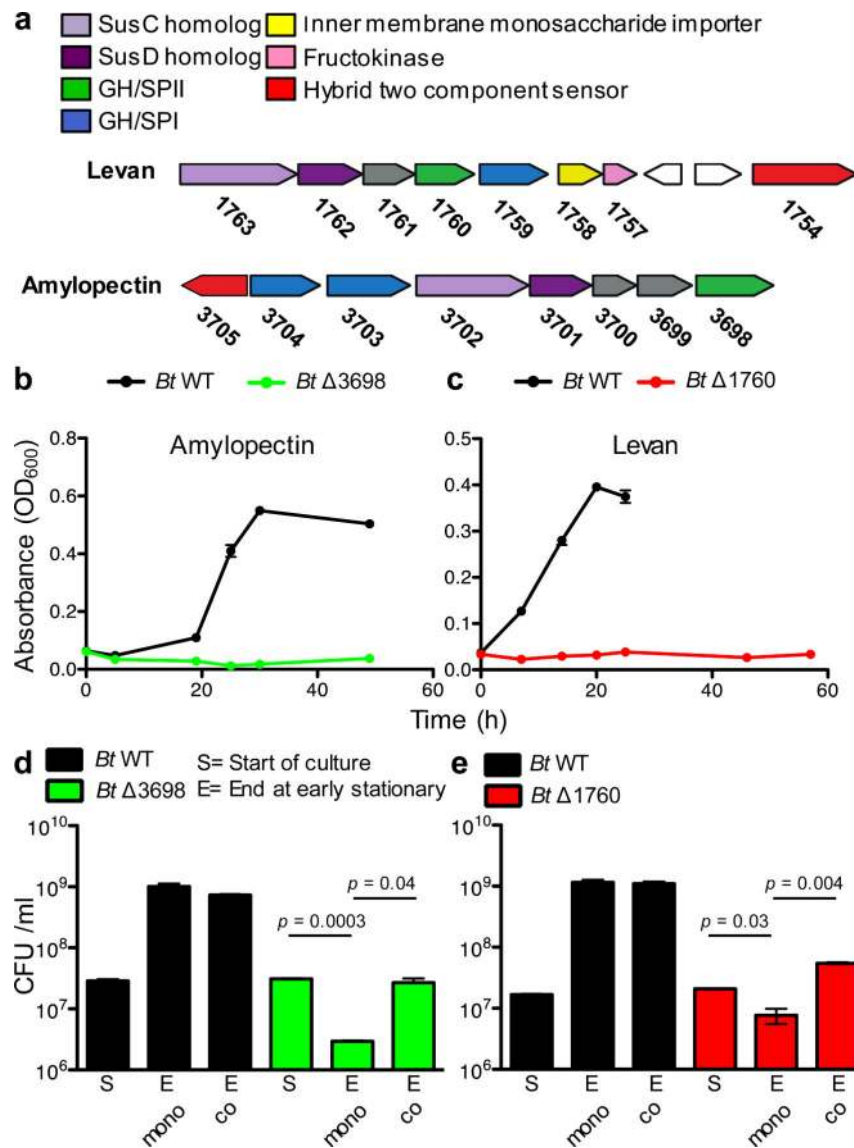 a
SusC homolog
Inner membrane monosaccharide importer
SusD homolog
Fructokinase
GH/SPII
Hybrid two component sensor
GH/SPI
Levan
1763 1762 1761 1760 1759 1758 1757 1754
Amylopectin
3705 3704 3703 3702 3701 3700 3699 3698
b
Bt WT Bt Δ3698
c
Bt WT Bt Δ1760
Amylopectin
Levan
Absorbance (OD600)
0.8
0.6
0.4
0.2
0.0
0 20 40 60
0.5
0.4
0.3
0.2
0.1
0.0
0 20 40 60
Time (h)
d
Bt WT
Bt Δ3698
S= Start of culture
E= End at early stationary
e
Bt WT
Bt Δ1760
CFU /ml
10^10
10^9
10^8
10^7
10^6
p = 0.04
p = 0.0003
S E E S E E
mono co mono co
10^10
10^9
10^8
10^7
10^6
p = 0.004
p = 0.03
S E E S E E
mono co mono co